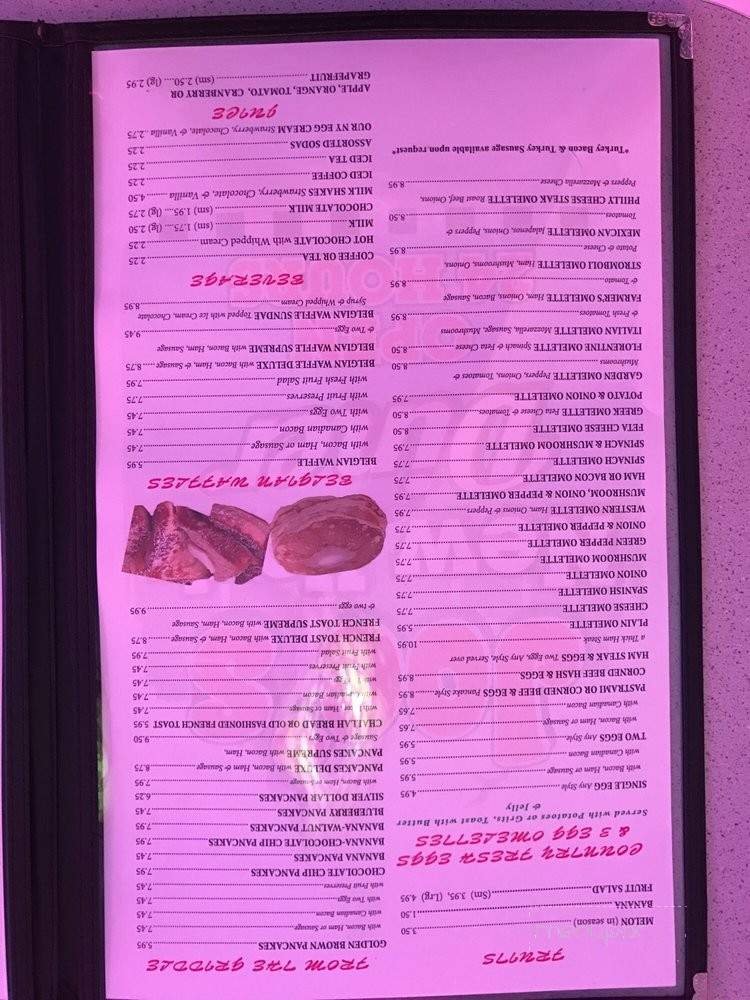 FRUITS
MELON (in season) 3.50
BANANA 1.50
FRUIT SALAD (Sm) 3.95, (Lrg) 4.95
COUNTRY FRESH EGGS
& 3 EGG OMELETTES
Served with Potatoes or Grits, Toast with Butter
& Jelly
SINGLE EGG Any Style 4.95
with Bacon, Ham or Sausage 5.95
with Canadian Bacon 5.95
TWO EGGS Any Style 5.95
with Bacon, Ham or Sausage 7.65
with Canadian Bacon 7.65
PASTRAMI OR CORNED BEEF & EGGS Pancake Style 8.95
CORNED BEEF HASH & EGGS 8.95
HAM STEAK & EGGS Two Eggs, Any Style, Served over
a Thick Ham Steak 10.95
PLAIN OMELETTE 5.95
CHEESE OMELETTE 7.75
SPANISH OMELETTE 7.75
ONION OMELETTE 7.75
MUSHROOM OMELETTE 7.75
GREEN PEPPER OMELETTE 7.75
ONION & PEPPER OMELETTE 7.75
WESTERN OMELETTE Ham, Onions & Peppers 7.95
MUSHROOM, ONION & PEPPER OMELETTE 7.95
HAM OR BACON OMELETTE 7.75
SPINACH OMELETTE 7.75
SPINACH & MUSHROOM OMELETTE 7.95
FETA CHEESE OMELETTE 8.50
GREEK OMELETTE Feta Cheese & Tomatoes 8.50
POTATO & ONION OMELETTE 7.95
GARDEN OMELETTE Peppers, Onions, Tomatoes &
Mushrooms 8.50
FLORENTINE OMELETTE Spinach & Feta Cheese 8.50
ITALIAN OMELETTE Mozzarella, Sausage, Mushrooms
& Fresh Tomatoes 8.95
FARMER'S OMELETTE Ham, Onions, Bacon, Sausage
& Tomato 8.95
STROMBOLI OMELETTE Ham, Mushrooms, Onions,
Potato & Cheese 8.95
MEXICAN OMELETTE Jalapenos, Onions, Peppers &
Tomatoes 8.50
PHILLY CHEESE STEAK OMELETTE Roast Beef, Onions,
Peppers & Mozzarella Cheese 8.95
*Turkey Bacon & Turkey Sausage available upon request*
FROM THE GRIDDLE
GOLDEN BROWN PANCAKES 5.95
with Bacon, Ham or Sausage 7.45
with Canadian Bacon 7.45
with Two Eggs 7.45
with Fruit Preserves 7.45
CHOCOLATE CHIP PANCAKES 7.95
BANANA PANCAKES 7.45
BANANA-CHOCOLATE CHIP PANCAKES 7.95
BANANA-WALNUT PANCAKES 7.95
BLUEBERRY PANCAKES 7.45
SILVER DOLLAR PANCAKES 6.25
with Bacon, Ham or Sausage 7.95
PANCAKES DELUXE with Bacon, Ham & Sausage 8.75
PANCAKES SUPREME with Bacon, Ham,
Sausage & Two Eggs 9.50
CHALLAH BREAD OR OLD FASHIONED FRENCH TOAST 5.95
with Bacon, Ham or Sausage 7.45
with Canadian Bacon 7.45
with Two Eggs 7.45
with Fruit Preserves 7.45
with Fruit Salad 7.95
FRENCH TOAST DELUXE with Bacon, Ham & Sausage 8.75
FRENCH TOAST SUPREME with Bacon, Ham, Bacon, Sausage
& two eggs 9.95
BELGIAN WAFFLES
BELGIAN WAFFLE 5.95
with Bacon, Ham or Sausage 7.45
with Canadian Bacon 7.45
with Two Eggs 7.45
with Fruit Preserves 7.75
with Fresh Fruit Salad 7.95
BELGIAN WAFFLE DELUXE with Bacon, Ham, & Sausage 8.75
BELGIAN WAFFLE SUPREME with Bacon, Ham, Sausage
& Two Eggs 9.45
BELGIAN WAFFLE SUNDAE Topped with Ice Cream, Chocolate
Syrup & Whipped Cream 8.95
BEVERAGE
COFFEE OR TEA 2.25
HOT CHOCOLATE with Whipped Cream 2.25
MILK (sm) 1.75 (lg) 2.50
CHOCOLATE MILK (sm) 1.95 (lg) 2.75
MILK SHAKES Strawberry, Chocolate, & Vanilla 4.50
ICED COFFEE 2.25
ICED TEA 2.25
ASSORTED SODAS 2.25
OUR NY EGG CREAM Strawberry, Chocolate, & Vanilla 2.75
JUICE
APPLE, ORANGE, TOMATO, CRANBERRY OR
GRAPEFRUIT (sm) 2.50 (lg) 2.95